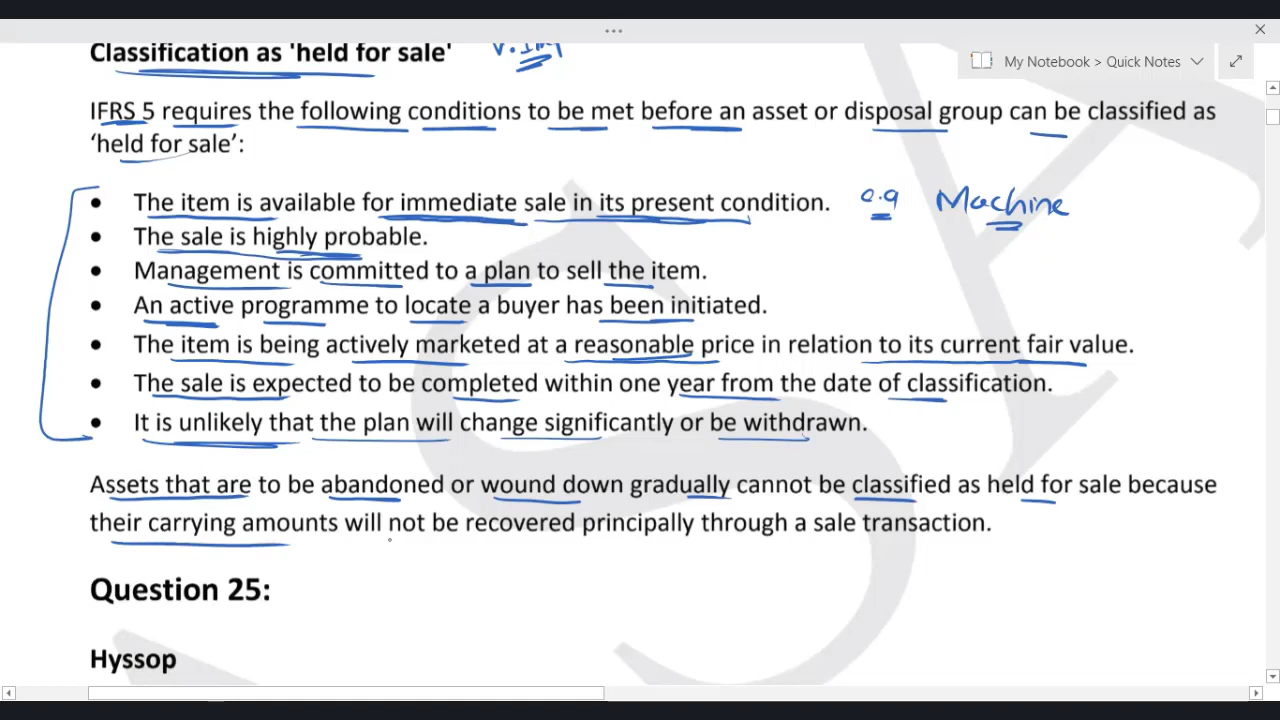 My Notebook > Quick Notes
Classification as 'held for sale' V. Imp
IFRS 5 requires the following conditions to be met before an asset or disposal group can be classified as
‘held for sale’:
• The item is available for immediate sale in its present condition. e.g Machine
• The sale is highly probable.
• Management is committed to a plan to sell the item.
• An active programme to locate a buyer has been initiated.
• The item is being actively marketed at a reasonable price in relation to its current fair value.
• The sale is expected to be completed within one year from the date of classification.
• It is unlikely that the plan will change significantly or be withdrawn.
Assets that are to be abandoned or wound down gradually cannot be classified as held for sale because
their carrying amounts will not be recovered principally through a sale transaction.
Question 25:
Hyssop